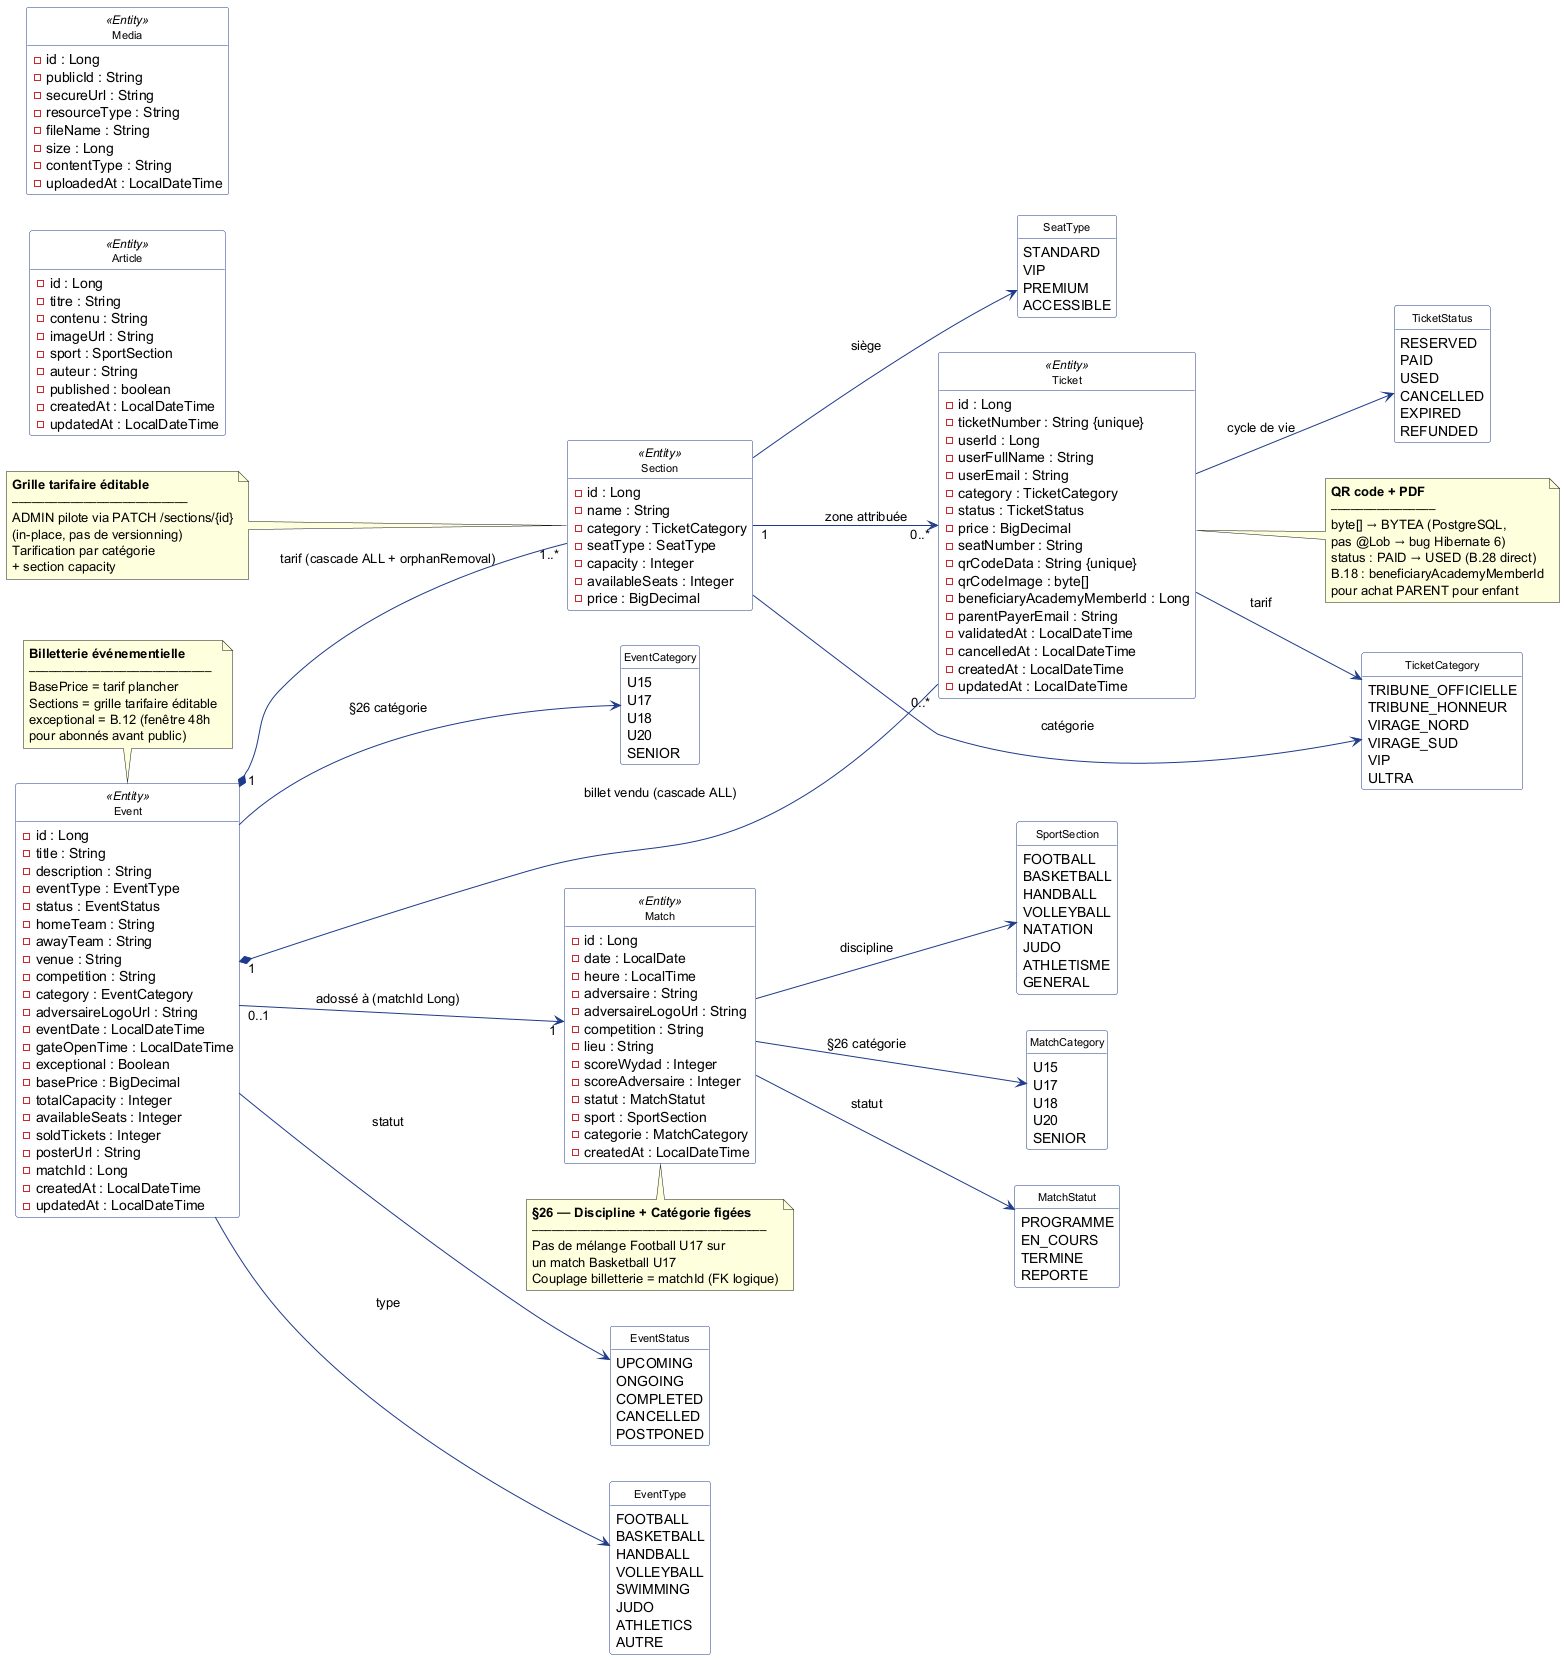 «Entity»
Media
id : Long
publicId : String
secureUrl : String
resourceType : String
fileName : String
size : Long
contentType : String
uploadedAt : LocalDateTime
«Entity»
Article
id : Long
titre : String
contenu : String
imageUrl : String
sport : SportSection
auteur : String
published : boolean
createdAt : LocalDateTime
updatedAt : LocalDateTime
Grille tarifaire éditable
ADMIN pilote via PATCH /sections/{id}
(in-place, pas de versionning)
Tarification par catégorie
+ section capacity
Billetterie événementielle
BasePrice = tarif plancher
Sections = grille tarifaire éditable
exceptional = B.12 (fenêtre 48h
pour abonnés avant public)
«Entity»
Event
id : Long
title : String
description : String
eventType : EventType
status : EventStatus
homeTeam : String
awayTeam : String
venue : String
competition : String
category : EventCategory
adversaireLogoUrl : String
eventDate : LocalDateTime
gateOpenTime : LocalDateTime
exceptional : Boolean
basePrice : BigDecimal
totalCapacity : Integer
availableSeats : Integer
soldTickets : Integer
posterUrl : String
matchId : Long
createdAt : LocalDateTime
updatedAt : LocalDateTime
tarif (cascade ALL + orphanRemoval)
1
1..*
§26 catégorie
billet vendu (cascade ALL)
1
0..*
adossé à (matchId Long)
0..1
1
statut
type
«Entity»
Section
id : Long
name : String
category : TicketCategory
seatType : SeatType
capacity : Integer
availableSeats : Integer
price : BigDecimal
EventCategory
U15
U17
U18
U20
SENIOR
«Entity»
Match
id : Long
date : LocalDate
heure : LocalTime
adversaire : String
adversaireLogoUrl : String
competition : String
lieu : String
scoreWydad : Integer
scoreAdversaire : Integer
statut : MatchStatut
sport : SportSection
categorie : MatchCategory
createdAt : LocalDateTime
§26 — Discipline + Catégorie figées
Pas de mélange Football U17 sur
un match Basketball U17
Couplage billetterie = matchId (FK logique)
EventStatus
UPCOMING
ONGOING
COMPLETED
CANCELLED
POSTPONED
EventType
FOOTBALL
BASKETBALL
HANDBALL
VOLLEYBALL
SWIMMING
JUDO
ATHLETICS
AUTRE
siège
zone attribuée
1
0..*
catégorie
discipline
§26 catégorie
statut
SeatType
STANDARD
VIP
PREMIUM
ACCESSIBLE
«Entity»
Ticket
id : Long
ticketNumber : String {unique}
userId : Long
userFullName : String
userEmail : String
category : TicketCategory
status : TicketStatus
price : BigDecimal
seatNumber : String
qrCodeData : String {unique}
qrCodeImage : byte[]
beneficiaryAcademyMemberId : Long
parentPayerEmail : String
validatedAt : LocalDateTime
cancelledAt : LocalDateTime
createdAt : LocalDateTime
updatedAt : LocalDateTime
SportSection
FOOTBALL
BASKETBALL
HANDBALL
VOLLEYBALL
NATATION
JUDO
ATHLETISME
GENERAL
MatchCategory
U15
U17
U18
U20
SENIOR
MatchStatut
PROGRAMME
EN_COURS
TERMINE
REPORTE
cycle de vie
tarif
TicketStatus
RESERVED
PAID
USED
CANCELLED
EXPIRED
REFUNDED
QR code + PDF
byte[] → BYTEA (PostgreSQL,
pas @Lob → bug Hibernate 6)
status : PAID → USED (B.28 direct)
B.18 : beneficiaryAcademyMemberId
pour achat PARENT pour enfant
TicketCategory
TRIBUNE_OFFICIELLE
TRIBUNE_HONNEUR
VIRAGE_NORD
VIRAGE_SUD
VIP
ULTRA